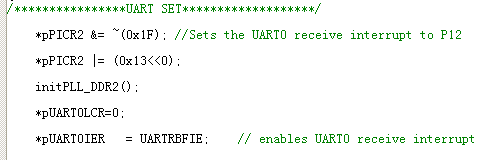 /****************UART SET*******************/
*pPICR2 &= ~(0x1F); //Sets the UART0 receive interrupt to P12
*pPICR2 |= (0x13<<0);
initPLL_DDR2();
*pUART0LCR=0;
*pUART0IER = UARTRBFIE; // enables UART0 receive interrupt